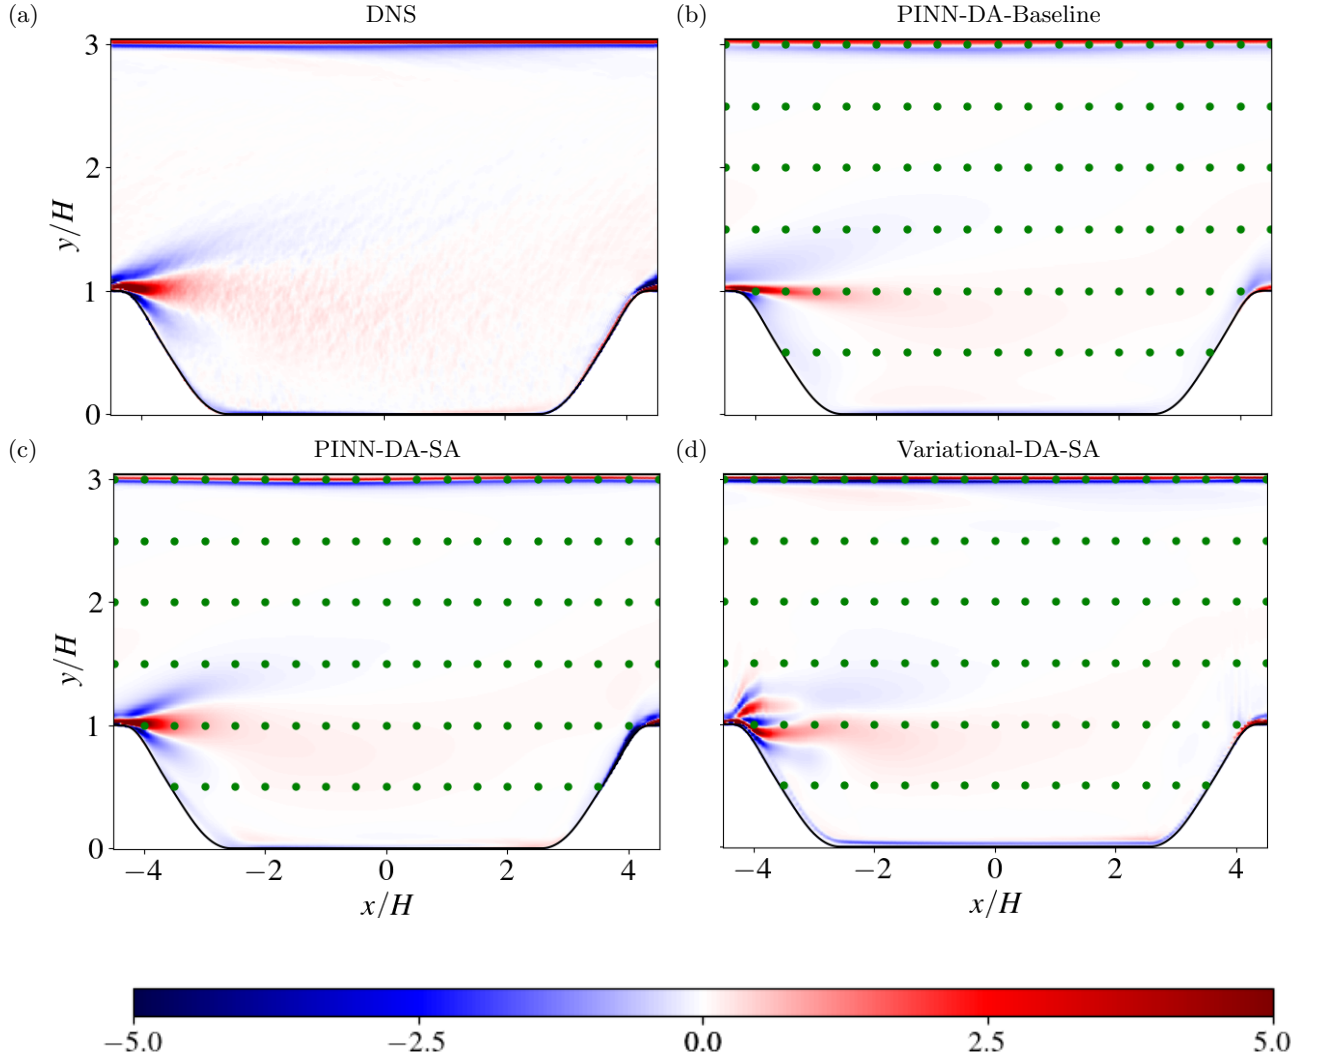 (a) DNS
(b) PINN-DA-Baseline
3
2
y/H
1
0
(c) PINN-DA-SA
(d) Variational-DA-SA
3
2
y/H
1
0
−4 −2 0 2 4
x/H
−4 −2 0 2 4
x/H
−5.0 −2.5 0.0 2.5 5.0